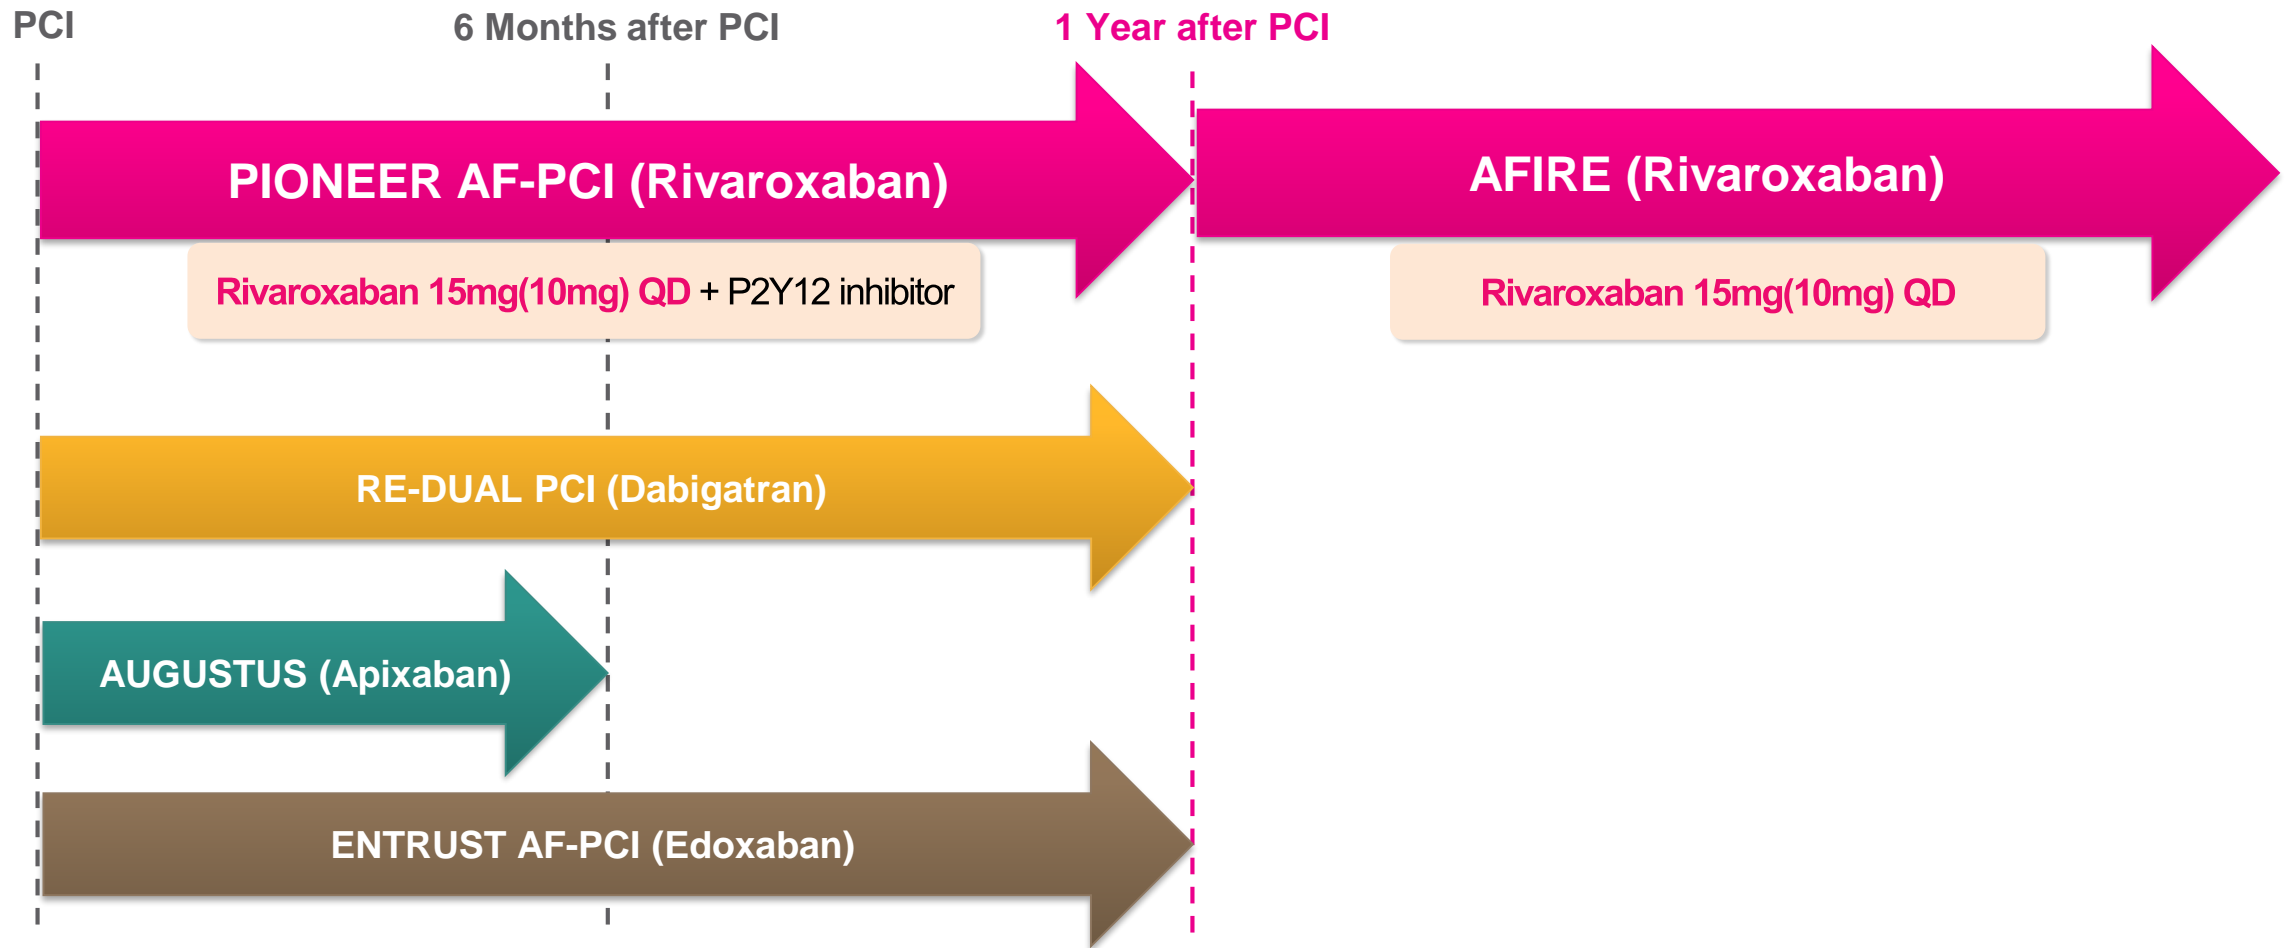 PCI
6 Months after PCI
1 Year after PCI
PIONEER AF-PCI (Rivaroxaban)
AFIRE (Rivaroxaban)
Rivaroxaban 15mg(10mg) QD + P2Y12 inhibitor
Rivaroxaban 15mg(10mg) QD
RE-DUAL PCI (Dabigatran)
AUGUSTUS (Apixaban)
ENTRUST AF-PCI (Edoxaban)